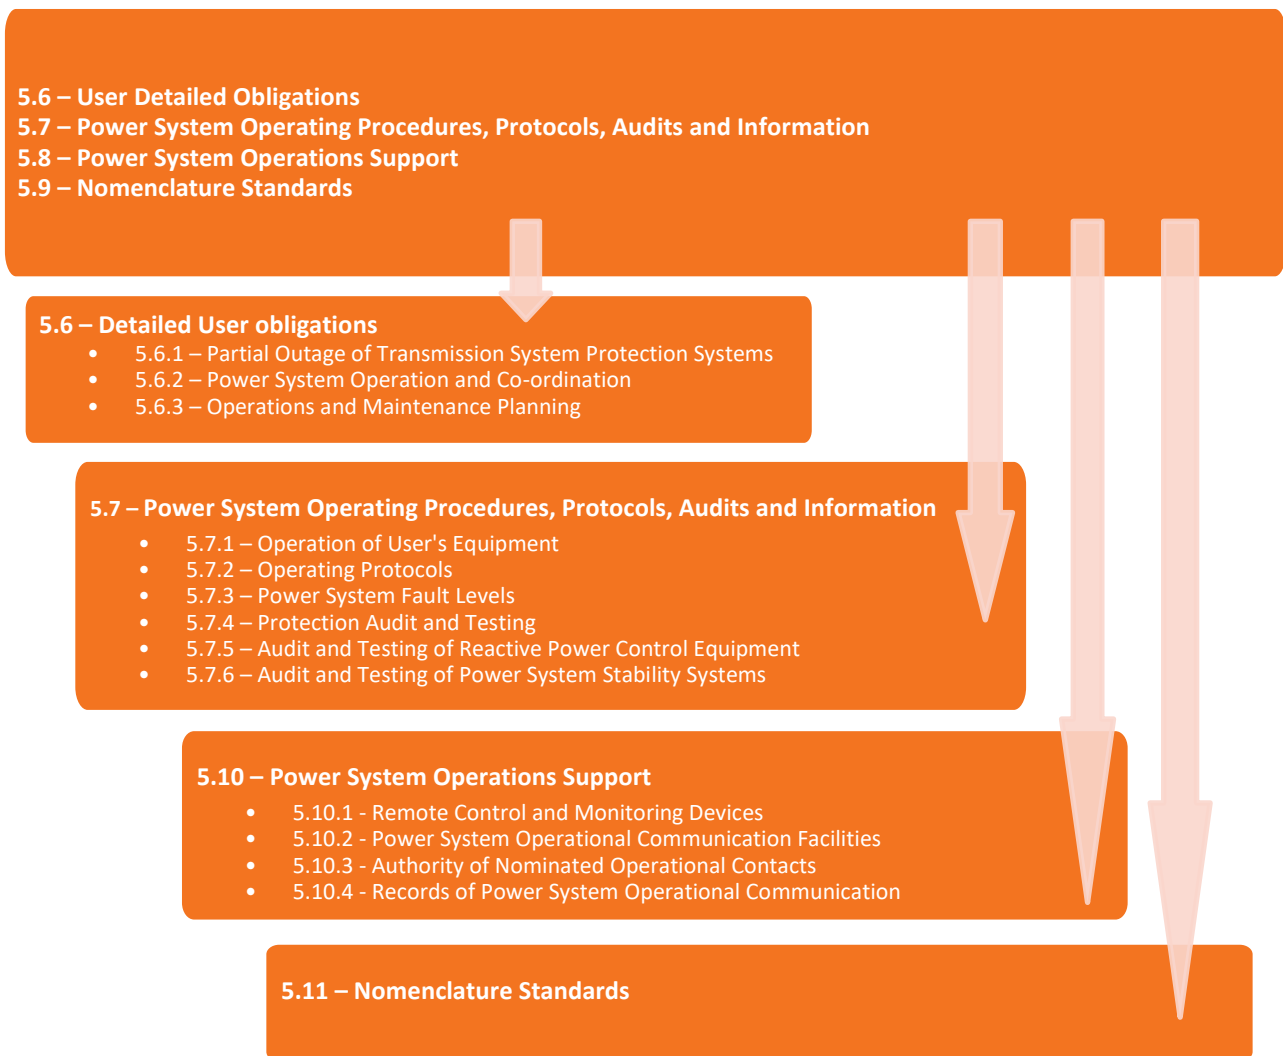 5.6 – User Detailed Obligations
5.7 – Power System Operating Procedures, Protocols, Audits and Information
5.8 – Power System Operations Support
5.9 – Nomenclature Standards
5.6 – Detailed User obligations
• 5.6.1 – Partial Outage of Transmission System Protection Systems
• 5.6.2 – Power System Operation and Co-ordination
• 5.6.3 – Operations and Maintenance Planning
5.7 – Power System Operating Procedures, Protocols, Audits and Information
• 5.7.1 – Operation of User's Equipment
• 5.7.2 – Operating Protocols
• 5.7.3 – Power System Fault Levels
• 5.7.4 – Protection Audit and Testing
• 5.7.5 – Audit and Testing of Reactive Power Control Equipment
• 5.7.6 – Audit and Testing of Power System Stability Systems
5.10 – Power System Operations Support
• 5.10.1 - Remote Control and Monitoring Devices
• 5.10.2 - Power System Operational Communication Facilities
• 5.10.3 - Authority of Nominated Operational Contacts
• 5.10.4 - Records of Power System Operational Communication
5.11 – Nomenclature Standards